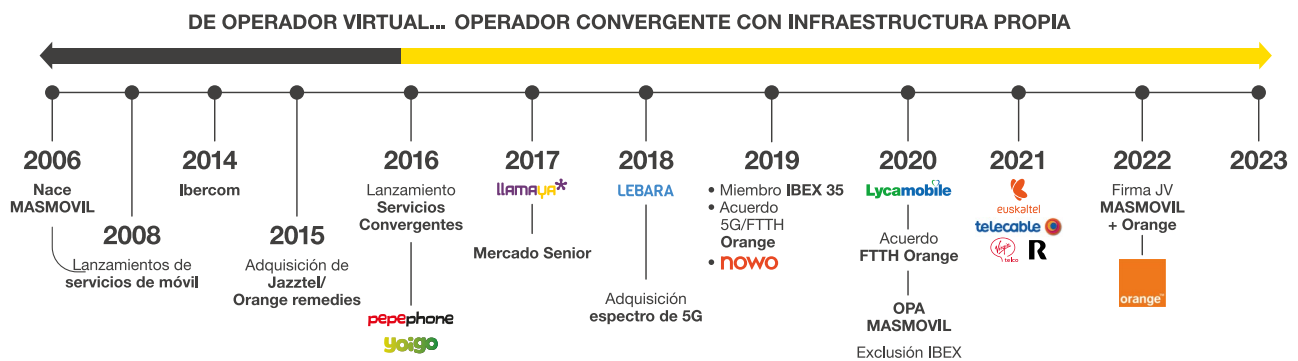 DE OPERADOR VIRTUAL... OPERADOR CONVERGENTE CON INFRAESTRUCTURA PROPIA
2006
Nace
MASMOVIL
2008
Lanzamientos de
servicios de móvil
2014
Ibercom
2015
Adquisición de
Jazztel/
Orange remedies
2016
Lanzamiento
Servicios
Convergentes
pepephone
yoigo
2017
llamaya*
Mercado Senior
2018
LEBARA
Adquisición
espectro de 5G
2019
• Miembro IBEX 35
• Acuerdo
5G/FTTH
Orange
• nowo
2020
Lycamobile
Acuerdo
FTTH Orange
OPA
MASMOVIL
Exclusión IBEX
2021
euskaltel
telecable
Virgin
telco
R
2022
Firma JV
MASMOVIL
+ Orange
orange™
2023